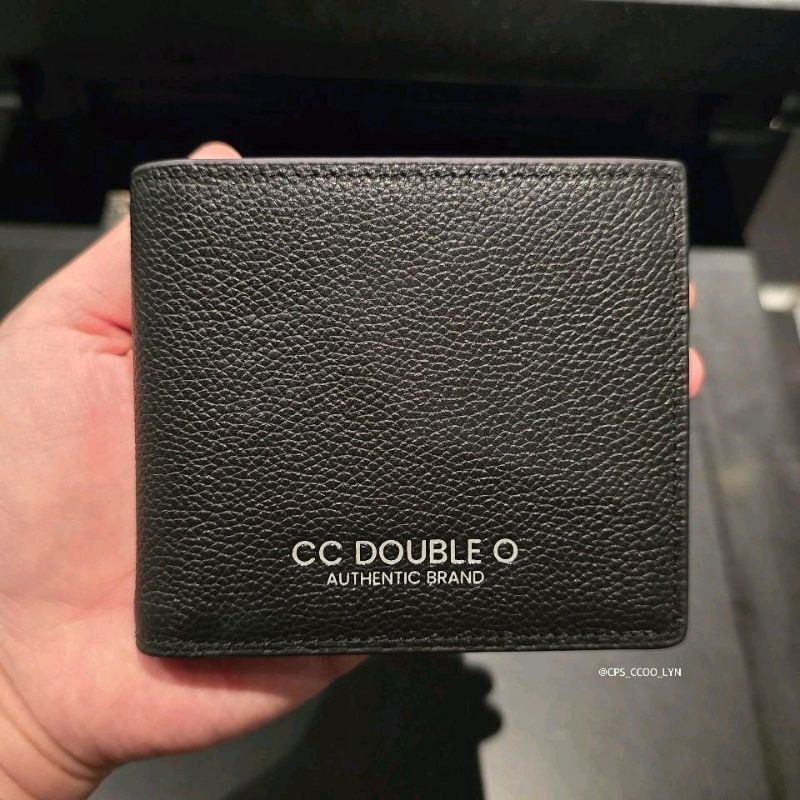 CC DOUBLE O
AUTHENTIC BRAND
@CPS_CCOO_LYN